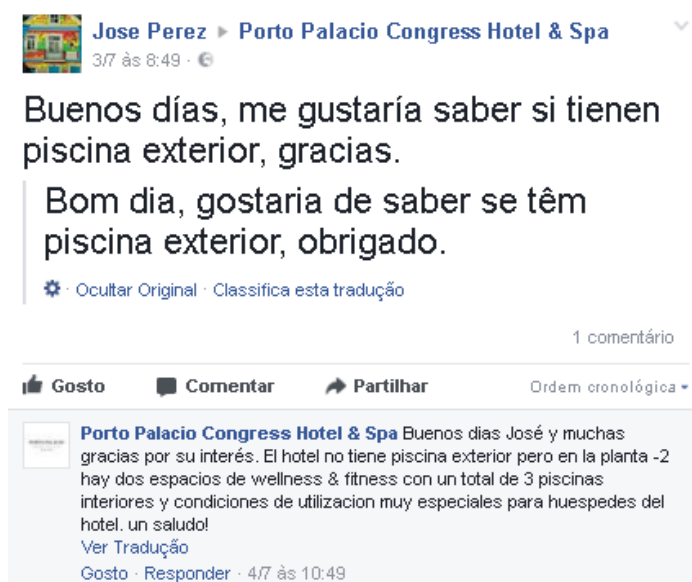 Jose Perez ▸ Porto Palacio Congress Hotel & Spa
3/7 às 8:49 ·
Buenos días, me gustaría saber si tienen
piscina exterior, gracias.
Bom dia, gostaria de saber se têm
piscina exterior, obrigado.
· Ocultar Original · Classifica esta tradução
1 comentário
Gosto Comentar Partilhar Ordem cronológica
Porto Palacio Congress Hotel & Spa Buenos dias José y muchas
gracias por su interés. El hotel no tiene piscina exterior pero en la planta -2
hay dos espacios de wellness & fitness con un total de 3 piscinas
interiores y condiciones de utilizacion muy especiales para huespedes del
hotel. un saludo!
Ver Tradução
Gosto · Responder · 4/7 às 10:49